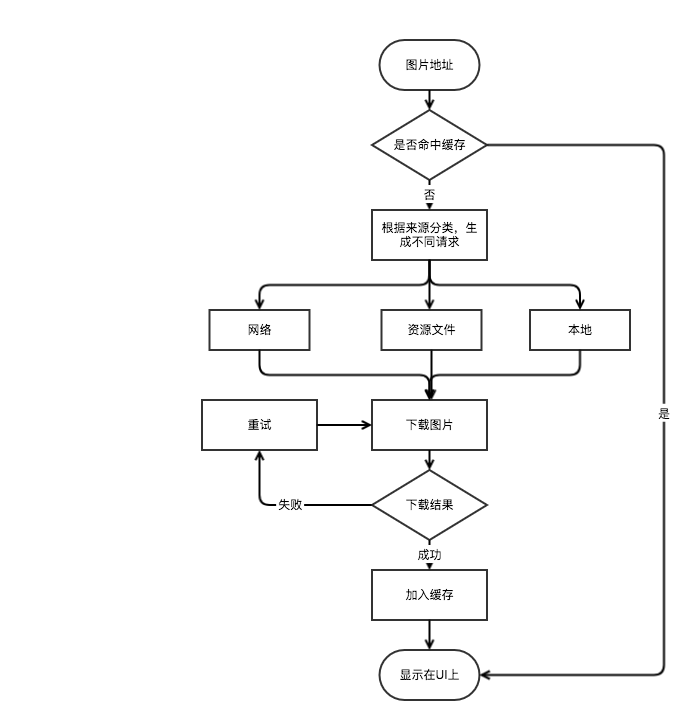 图片地址
是否命中缓存
否
根据来源分类，生
成不同请求
网络
资源文件
本地
是
重试
下载图片
失败
下载结果
成功
加入缓存
显示在UI上